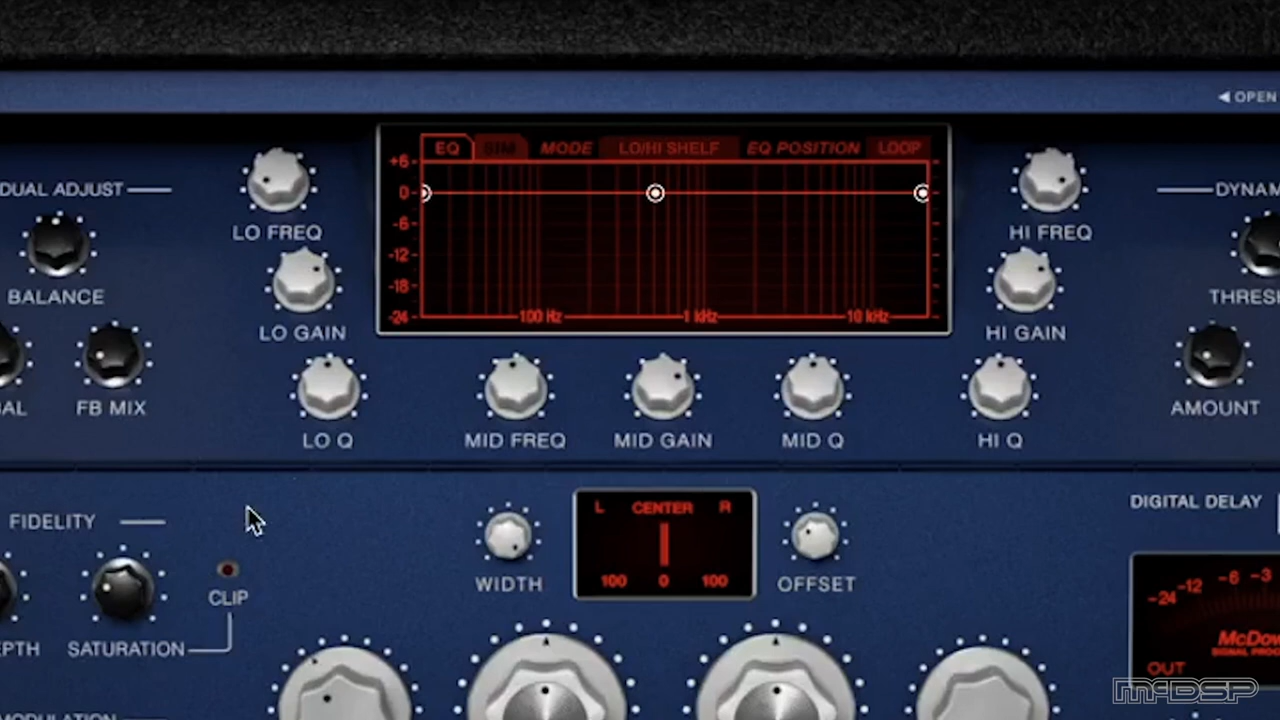 ◀ OPEN
EQ SIM MODE LO/HI SHELF EQ POSITION LOOP
+6
0
-6
-12
-18
-24
100 Hz 1 kHz 10 kHz
DUAL ADJUST
BALANCE
FB MIX
LO FREQ
LO GAIN
LO Q
MID FREQ
MID GAIN
MID Q
HI FREQ
HI GAIN
HI Q
AMOUNT
FIDELITY
SATURATION
CLIP
WIDTH
L CENTER R
100 0 100
OFFSET
DIGITAL DELAY
-24 -12 -6 -3
OUT
McDSP